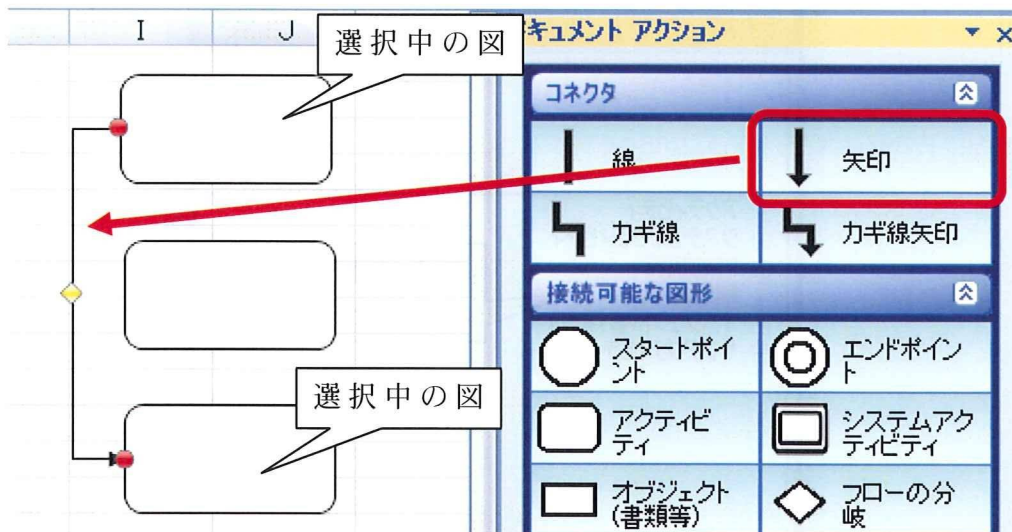 I J
選択中の図
キュメント アクション
コネクタ
線
矢印
カギ線
カギ線矢印
接続可能な図形
スタートポイ
ント
エンドポイン
ト
アクティビ
ティ
システムアク
ティビティ
選択中の図
オブジェクト
(書類等)
フローの分
岐